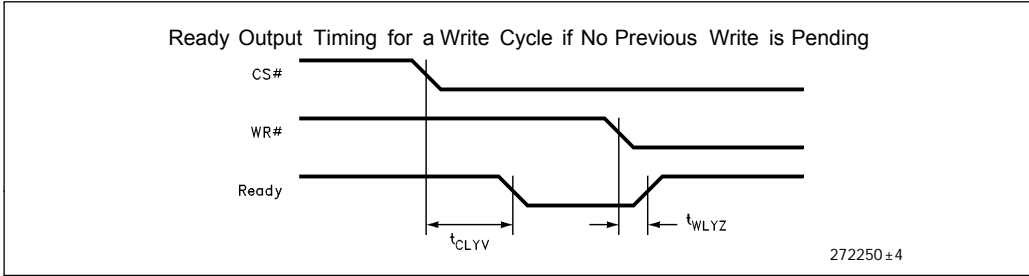 Ready Output Timing for a Write Cycle if No Previous Write is Pending
CS#
WR#
Ready
tCLYV
tWLYZ
272250±4